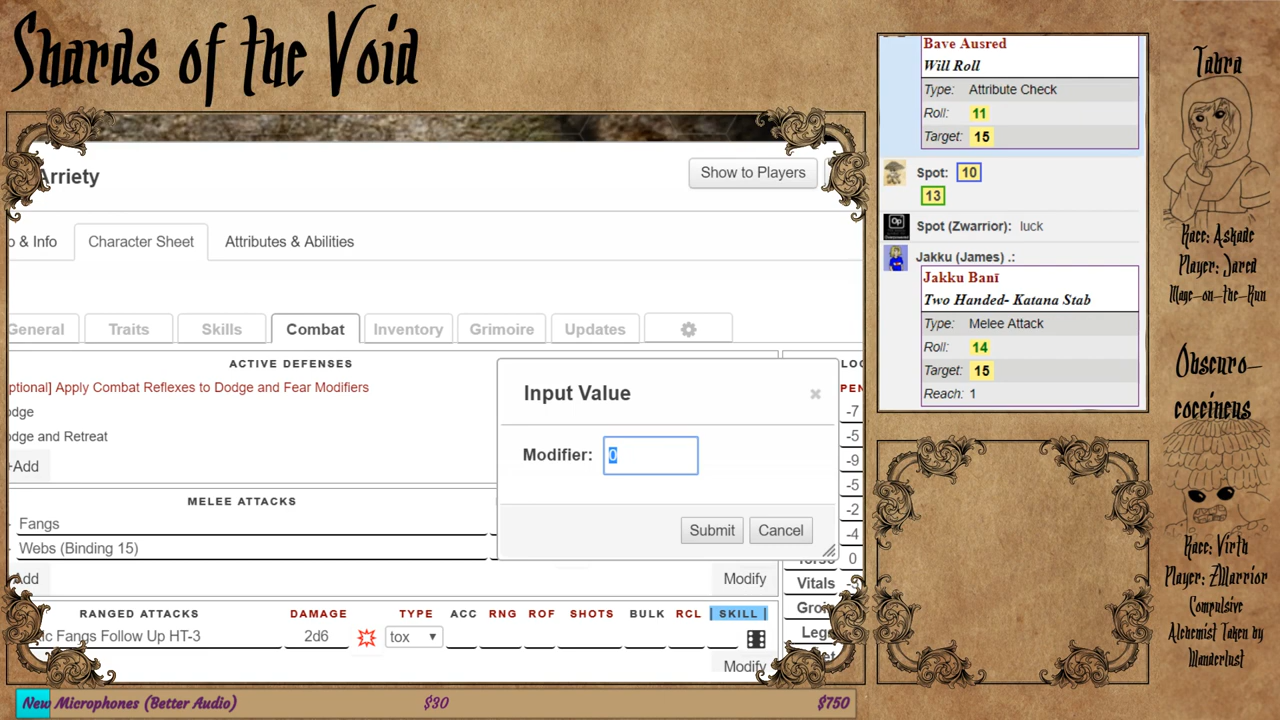 Shards of the Void
Arriety
Show to Players
o & Info
Character Sheet
Attributes & Abilities
General
Traits
Skills
Combat
Inventory
Grimoire
Updates
ACTIVE DEFENSES
ptional] Apply Combat Reflexes to Dodge and Fear Modifiers
odge
odge and Retreat
+Add
MELEE ATTACKS
Fangs
Webs (Binding 15)
Add
Modify
Input Value
×
Modifier: 0
Submit
Cancel
LOC
PEN
-7
-5
-9
-5
-2
-4
0
Vitals
Groi
Legs
RANGED ATTACKS DAMAGE TYPE ACC RNG ROF SHOTS BULK RCL | SKILL |
c Fangs Follow Up HT-3 2d6 tox
Modify
New Microphones (Better Audio) $30 $750
Bave Ausred
Will Roll
Type: Attribute Check
Roll: 11
Target: 15
Spot: 10
13
Op
Spot (Zwarrior): luck
Jakku (James) .:
Jakku Banī
Two Handed- Katana Stab
Type: Melee Attack
Roll: 14
Target: 15
Reach: 1
Tabra
Race: Askade
Player: Jared
Mage-on-the-Run
Obscuro-
coccineus
Race: Virth
Player: ZWarrior
Compulsive
Alchemist Taken by
Wanderlust